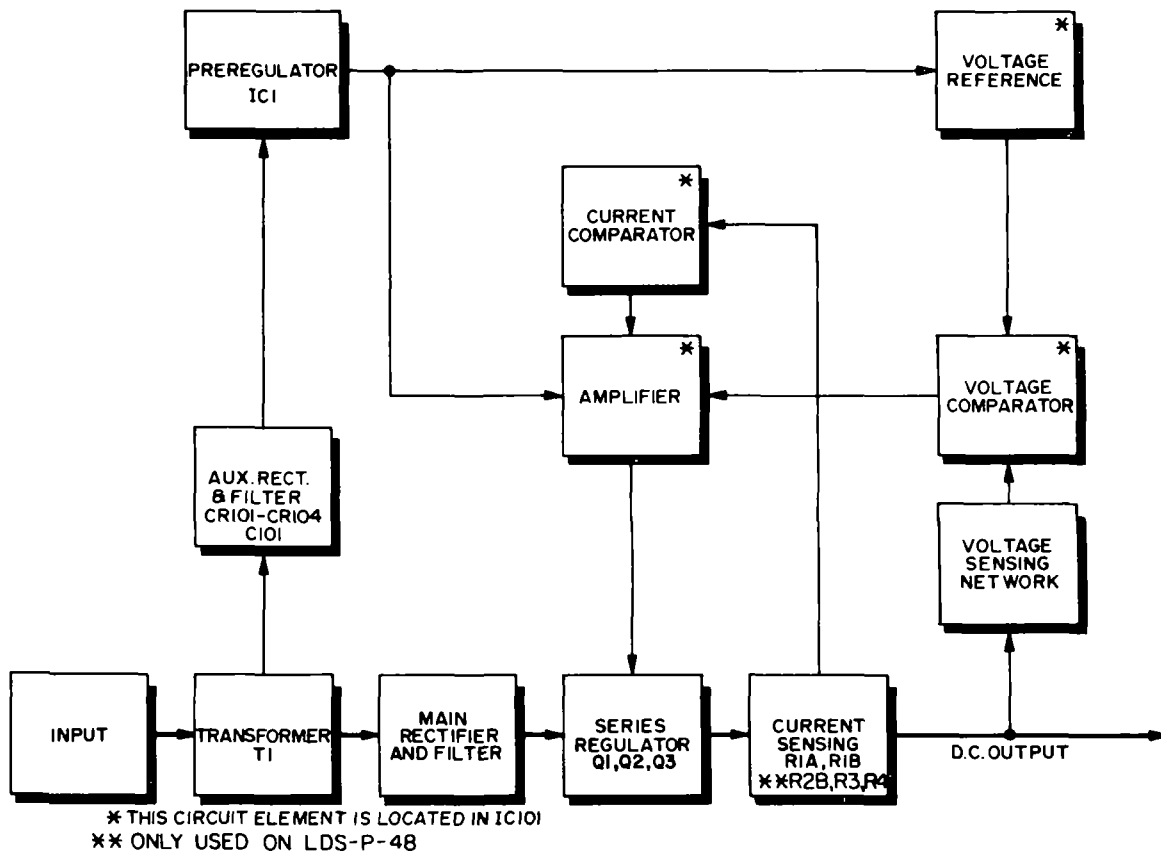 PREREGULATOR
IC1
*
VOLTAGE
REFERENCE
*
CURRENT
COMPARATOR
*
AMPLIFIER
*
VOLTAGE
COMPARATOR
AUX. RECT.
& FILTER
CR101-CR104
C101
VOLTAGE
SENSING
NETWORK
INPUT
TRANSFORMER
T1
MAIN
RECTIFIER
AND FILTER
SERIES
REGULATOR
Q1, Q2, Q3
CURRENT
SENSING
R1A, R1B
**R2B, R3, R4
D.C. OUTPUT
* THIS CIRCUIT ELEMENT IS LOCATED IN IC101
** ONLY USED ON LDS-P-48